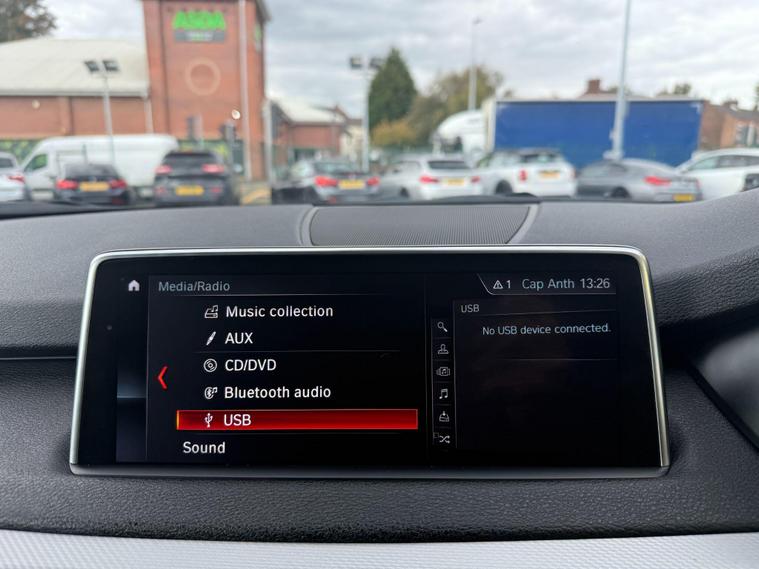 ASDA
Media/Radio
1 Cap Anth 13:26
Music collection
AUX
CD/DVD
Bluetooth audio
USB
Sound
USB
No USB device connected.